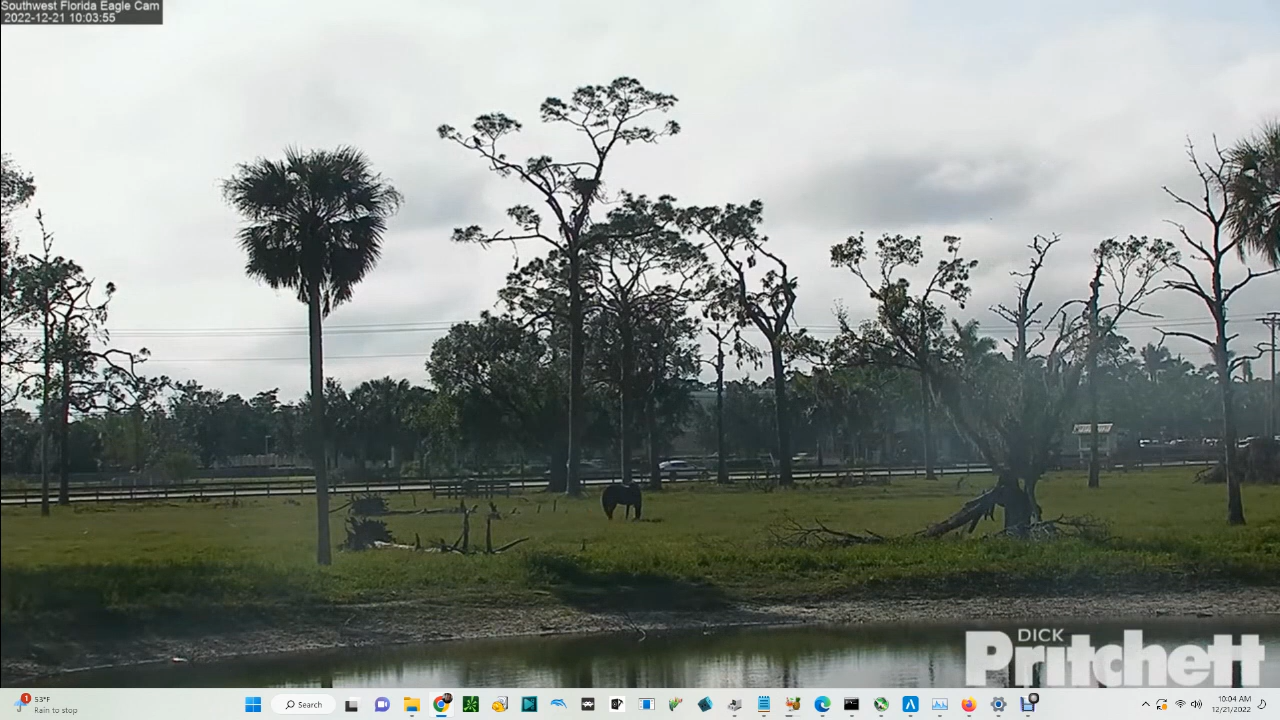 Southwest Florida Eagle Cam
2022-12-21 10:03:55
DICK
Pritchett
1
53°F
Rain to stop
Search
10:04 AM
12/21/2022